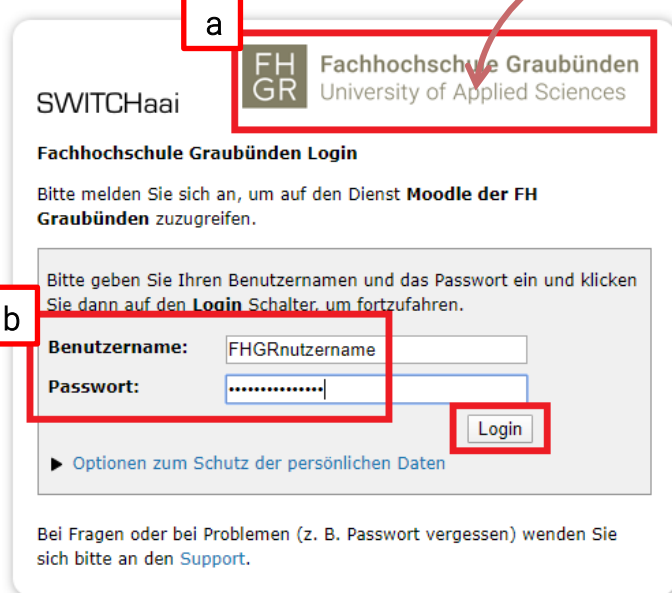 a
FH
GR
Fachhochschule Graubünden
University of Applied Sciences
SWITCHaai
Fachhochschule Graubünden Login
Bitte melden Sie sich an, um auf den Dienst Moodle der FH
Graubünden zuzugreifen.
Bitte geben Sie Ihren Benutzernamen und das Passwort ein und klicken
Sie dann auf den Login Schalter, um fortzufahren.
b
Benutzername: FHGRnutzername
Passwort: •••••••••••••••
Login
▶ Optionen zum Schutz der persönlichen Daten
Bei Fragen oder bei Problemen (z. B. Passwort vergessen) wenden Sie
sich bitte an den Support.